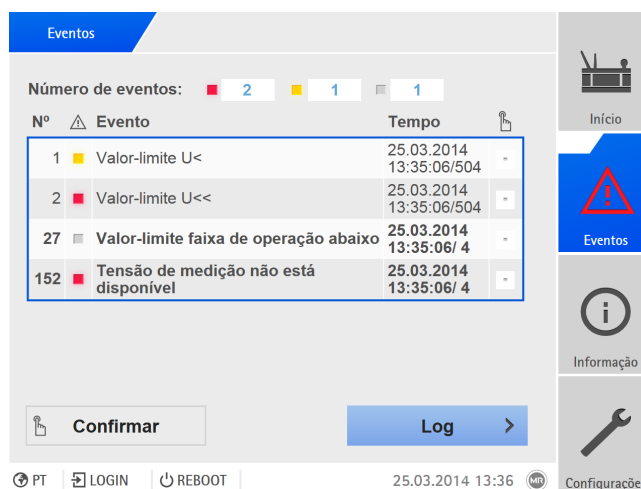 Eventos
Número de eventos: 2 1 1
Nº Evento Tempo
1 Valor-limite U< 25.03.2014
13:35:06/504
2 Valor-limite U<< 25.03.2014
13:35:06/504
27 Valor-limite faixa de operação abaixo 25.03.2014
13:35:06/ 4
152 Tensão de medição não está 25.03.2014
disponível 13:35:06/ 4
Confirmar Log
PT LOGIN REBOOT 25.03.2014 13:36 MR
Início
Eventos
Informação
Configuraçõe